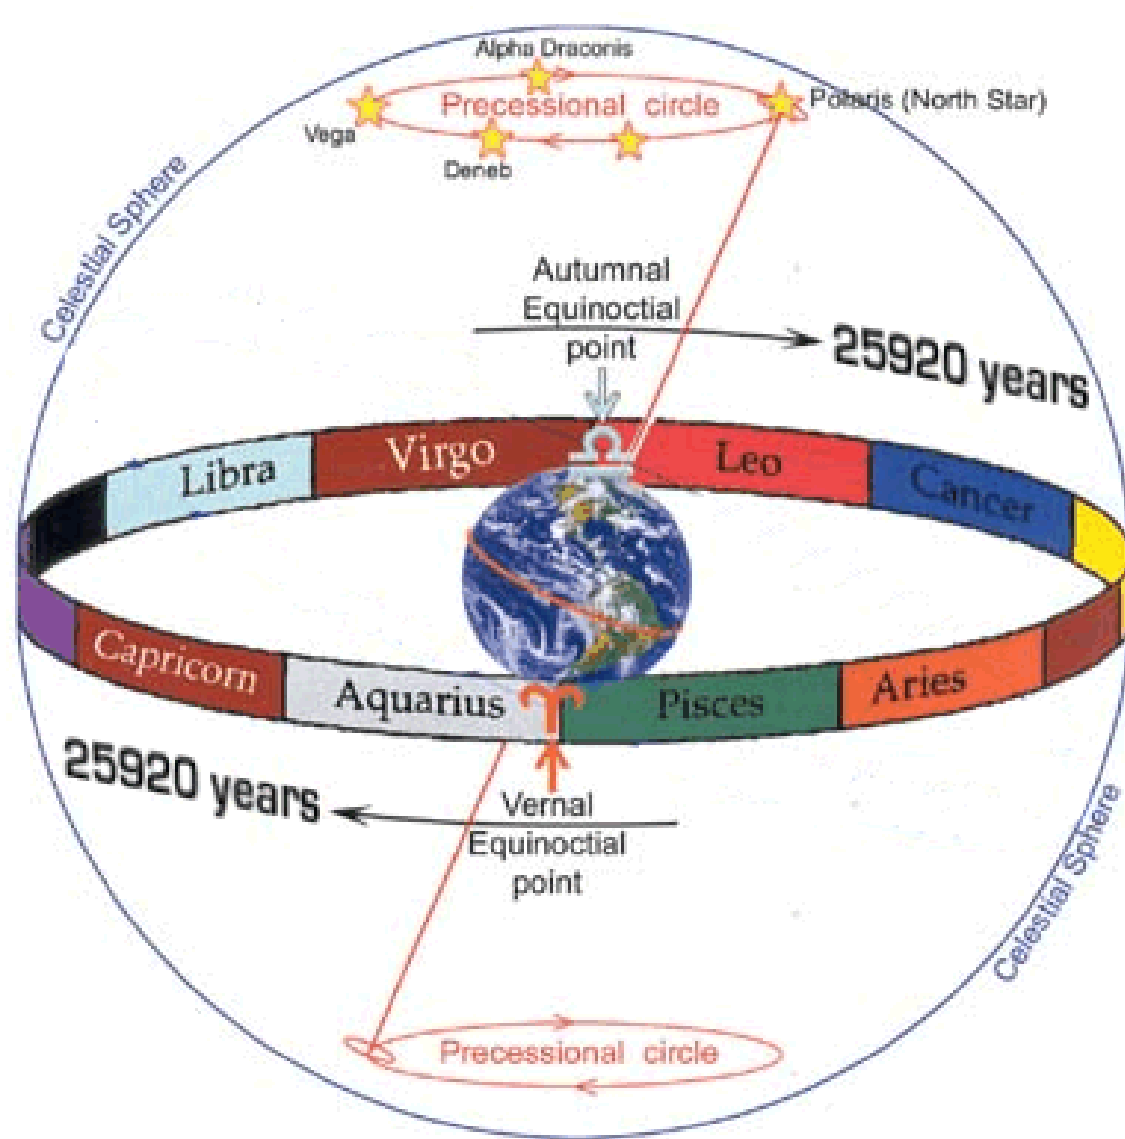 Alpha Draconis
Precessional circle
Polaris (North Star)
Vega
Deneb
Celestial Sphere
Autumnal
Equinoctial
point
25920 years
Libra
Virgo
Leo
Cancer
Capricorn
Aquarius
Pisces
Aries
25920 years
Vernal
Equinoctial
point
Celestial Sphere
Precessional circle